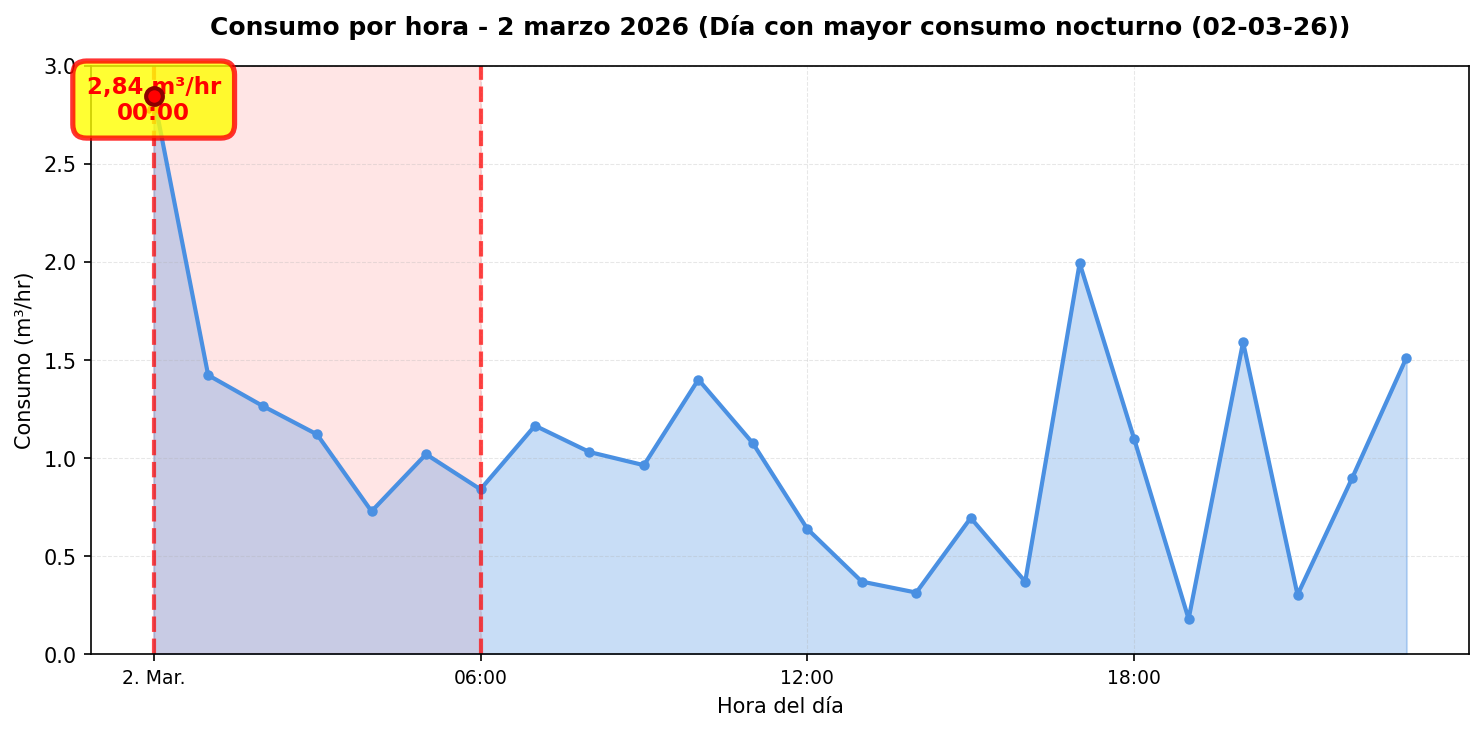 Consumo por hora - 2 marzo 2026 (Día con mayor consumo nocturno (02-03-26))
3.0
2,84 m³/hr
00:00
2.5
2.0
1.5
1.0
0.5
0.0
Consumo (m³/hr)
2. Mar.
06:00
12:00
18:00
Hora del día